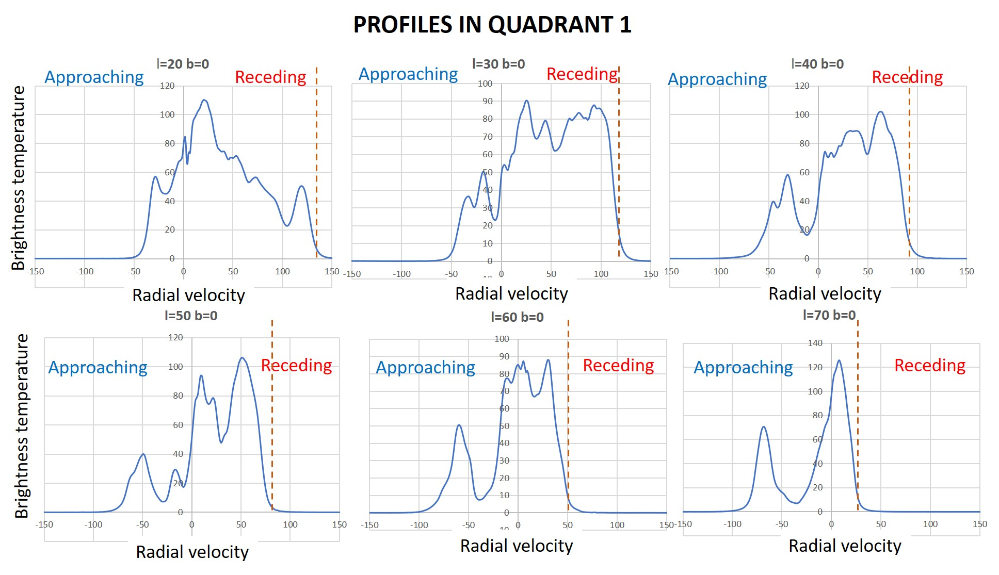 PROFILES IN QUADRANT 1
l=20 b=0
Approaching
Receding
Brightness temperature
120
100
80
60
40
20
0
-150 -100 -50 0 50 100 150
Radial velocity
l=30 b=0
Approaching
Receding
100
90
80
70
60
50
40
30
20
10
0
-150 -100 -50 0 50 100 150
Radial velocity
l=40 b=0
Approaching
Receding
120
100
80
60
40
20
0
-150 -100 -50 0 50 100 150
Radial velocity
l=50 b=0
Approaching
Receding
Brightness temperature
120
100
80
60
40
20
0
-150 -100 -50 0 50 100 150
Radial velocity
l=60 b=0
Approaching
Receding
100
90
80
70
60
50
40
30
20
10
0
-150 -100 -50 0 50 100 150
Radial velocity
l=70 b=0
Approaching
Receding
140
120
100
80
60
40
20
0
-150 -100 -50 0 50 100 150
Radial velocity